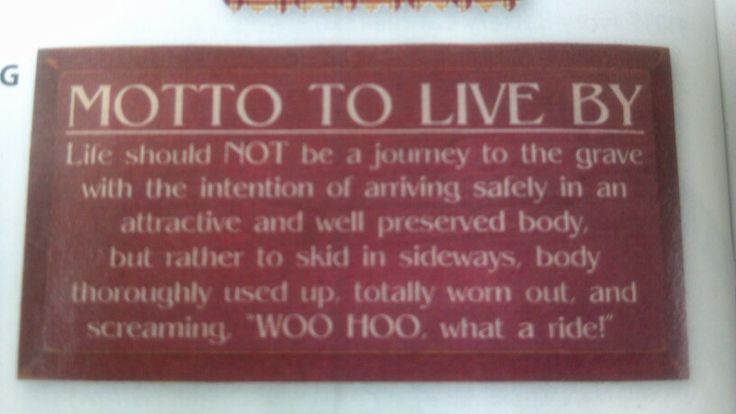 G
MOTTO TO LIVE BY
Life should NOT be a journey to the grave
with the intention of arriving safely in an
attractive and well preserved body,
but rather to skid in sideways, body
thoroughly used up, totally worn out, and
screaming, "WOO HOO, what a ride!"